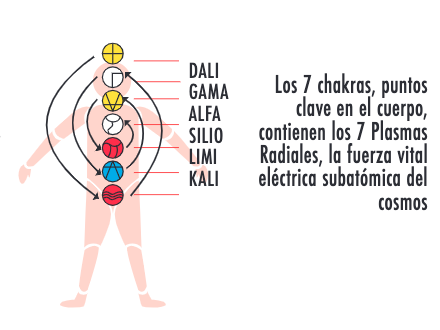 DALI
GAMA
ALFA
SILIO
LIMI
KALI
Los 7 chakras, puntos
clave en el cuerpo,
contienen los 7 Plasmas
Radiales, la fuerza vital
eléctrica subatómica del
cosmos